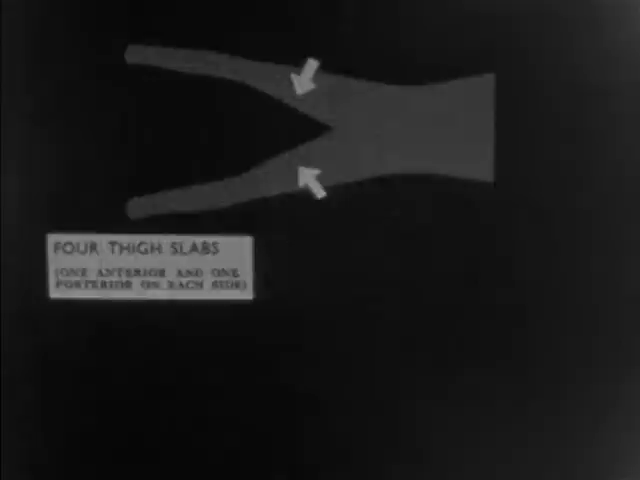 FOUR THIGH SLABS
(ONE ANTERIOR AND ONE
POSTERIOR ON EACH SIDE)